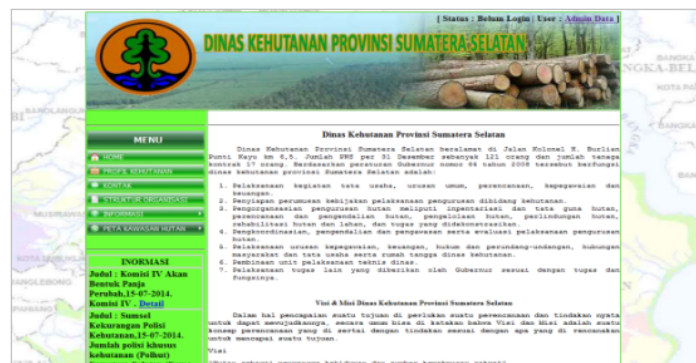 [ Status : Belum Login | User : Admin Data ]
DINAS KEHUTANAN PROVINSI SUMATERA SELATAN
MENU
HOME
PROFIL KEHUTANAN
KONTAK
STRUKTUR ORGANISASI
INFORMASI
PETA KAWASAN HUTAN
INORMASI
Judul : Komisi IV Akan
Bentuk Panja
Perubah,15-07-2014.
Komisi IV . Detail
Judul : Sumsel
Kekurangan Polisi
Kehutanan,15-07-2014.
Jumlah polisi khusus
kehutanan (Polhut)
Dinas Kehutanan Provinsi Sumatera Selatan
Dinas Kehutanan Provinsi Sumatera Selatan beralamat di Jalan Kolonel H. Burlian
Punti Kayu km 6,5. Jumlah PNS per 31 Desember sebanyak 121 orang dan jumlah tenaga
kontrak 17 orang. Berdasarkan peraturan Gubernur nomor 46 tahun 2008 tersebut berfungsi
dinas kehutanan provinsi Sumatera Selatan adalah:
1. Pelaksanaan kegiatan tata usaha, urusan umum, perencanaan, kepegawaian dan
keuangan.
2. Penyiapan perumusan kebijakan pelaksanaan pengurusan dibidang kehutanan.
3. Pengorganisasian pengurusan hutan meliputi inpentasisasi dan tata guna hutan,
perencanaan dan pengendalian hutan, pengelolaan hutan, perlindungan hutan,
rehabilitasi hutan dan lahan, dan tugas yang didekonstrasikan.
4. Pengkoordinasian, pengendalian dan pengawasan serta evaluasi pelaksanaan pengurusan
hutan.
5. Pelaksanaan urusan kepegawaian, keuangan, hukum dan perundang-undangan, hubungan
masyarakat dan tata usaha serta rumah tangga dinas kehutanan.
6. Pembinaan unit pelaksanaan teknis dinas.
7. Pelaksanaan tugas lain yang diberikan oleh Gubernur sesuai dengan tugas dan
fungsinya.
Visi & Misi Dinas Kehutanan Provinsi Sumatera Selatan
Dalam hal pencapaian suatu tujuan di perlukan suatu perencanaan dan tindakan nyata
untuk dapat mewujudkannya, secara umum bisa di katakan bahwa Visi dan Misi adalah suatu
konsep perencanaan yang di sertai dengan tindakan sesuai dengan apa yang di rencanakan
untuk mencapai suatu tujuan.
Visi